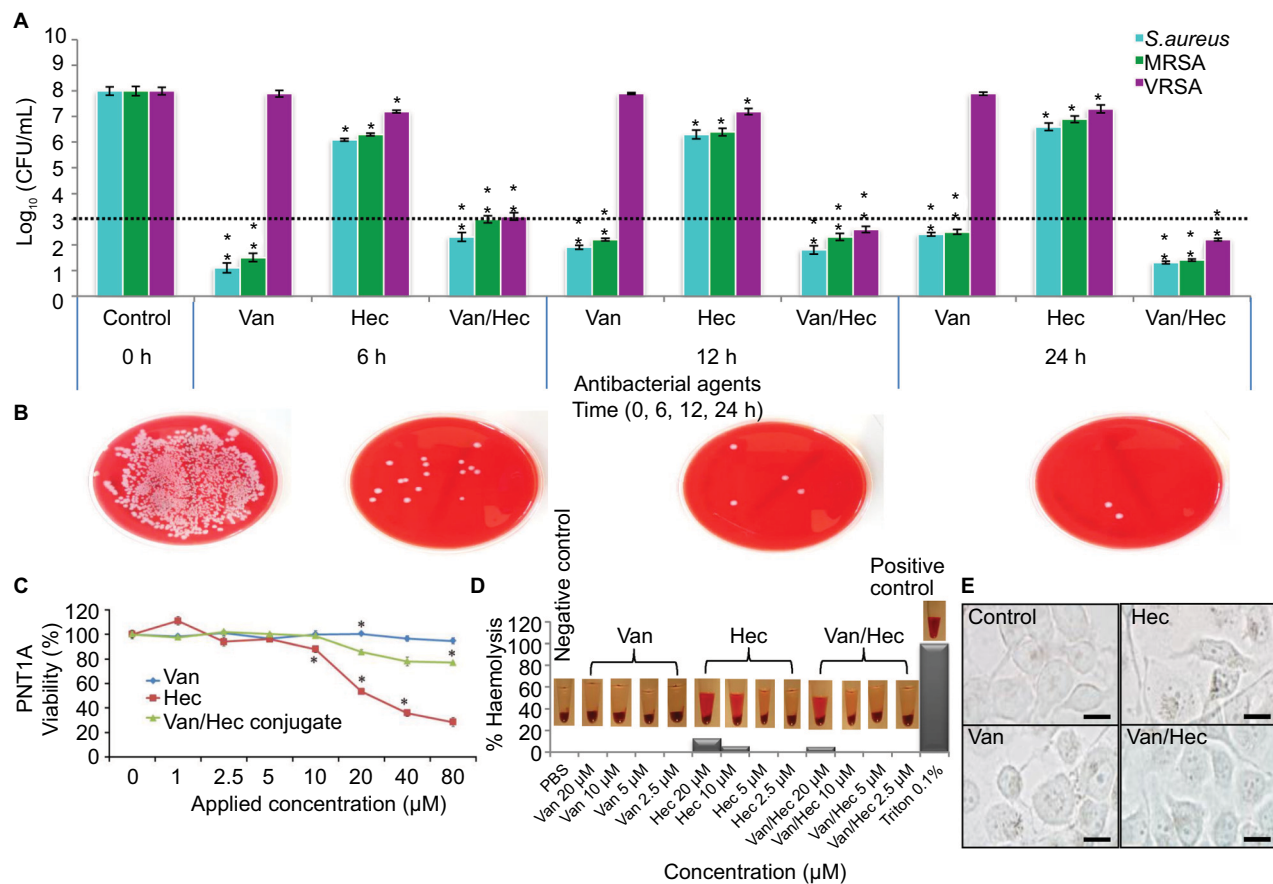 A
10
9
8
7
6
5
4
3
2
1
0
Log10 (CFU/mL)
S.aureus
MRSA
VRSA
* * * * * * * * * * * * * * * * * * * * * * * * * * * * * * * * * * *
Control Van Hec Van/Hec Van Hec Van/Hec Van Hec Van/Hec
0 h 6 h 12 h 24 h
Antibacterial agents
Time (0, 6, 12, 24 h)
B
C
120
100
80
60
40
20
0
PNT1A
Viability (%)
Van
Hec
Van/Hec conjugate
* * * * *
0 1 2.5 5 10 20 40 80
Applied concentration (µM)
D
Negative control
Positive
control
120
100
80
60
40
20
0
% Haemolysis
Van Hec Van/Hec
PBS
Van 20 µM
Van 10 µM
Van 5 µM
Van 2.5 µM
Hec 20 µM
Hec 10 µM
Hec 5 µM
Hec 2.5 µM
Van/Hec 20 µM
Van/Hec 10 µM
Van/Hec 5 µM
Van/Hec 2.5 µM
Triton 0.1%
Concentration (µM)
E
Control Hec
Van Van/Hec